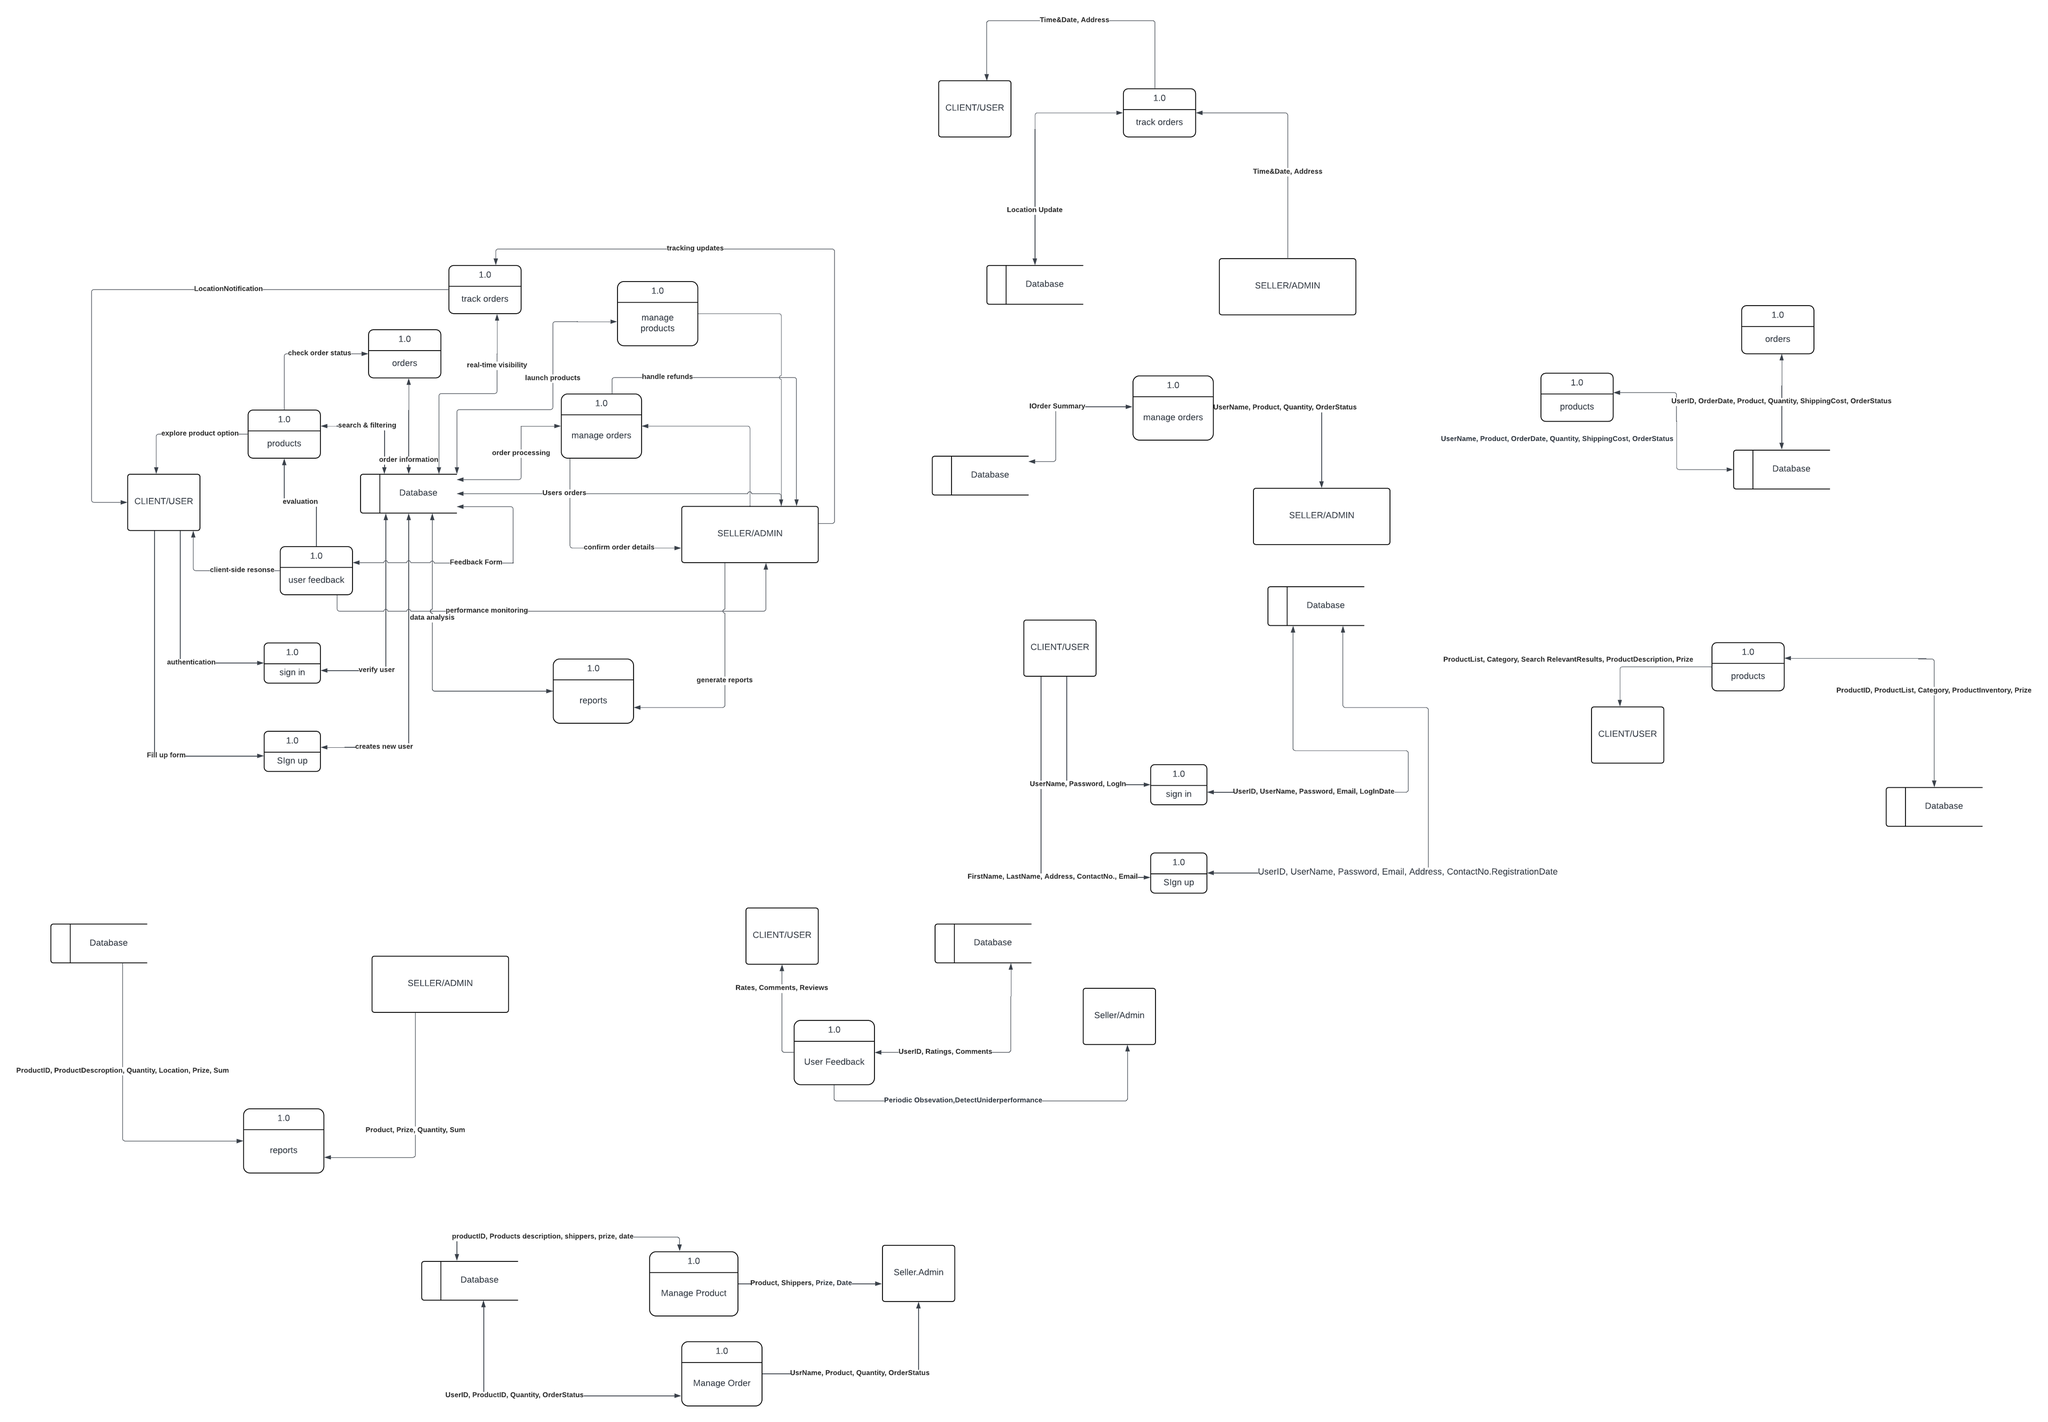 Time&Date, Address
CLIENT/USER
1.0
track orders
Time&Date, Address
Location Update
Database
SELLER/ADMIN
tracking updates
1.0
track orders
LocationNotification
1.0
manage
products
1.0
orders
check order status
real-time visibility
launch products
handle refunds
1.0
manage orders
1.0
products
explore product option
search & filtering
order information
order processing
CLIENT/USER
Database
Users orders
evaluation
SELLER/ADMIN
confirm order details
1.0
user feedback
Feedback Form
client-side resonse
performance monitoring
data analysis
1.0
sign in
authentication
verify user
1.0
reports
generate reports
1.0
SIgn up
Fill up form
creates new user
1.0
orders
1.0
products
UserID, OrderDate, Product, Quantity, ShippingCost, OrderStatus
UserName, Product, OrderDate, Quantity, ShippingCost, OrderStatus
Database
1.0
manage orders
IOrder Summary
UserName, Product, Quantity, OrderStatus
Database
SELLER/ADMIN
Database
CLIENT/USER
1.0
sign in
UserName, Password, LogIn
UserID, UserName, Password, Email, LogInDate
1.0
SIgn up
FirstName, LastName, Address, ContactNo., Email
UserID, UserName, Password, Email, Address, ContactNo.RegistrationDate
ProductList, Category, Search RelevantResults, ProductDescription, Prize
1.0
products
ProductID, ProductList, Category, ProductInventory, Prize
CLIENT/USER
Database
Database
SELLER/ADMIN
ProductID, ProductDescroption, Quantity, Location, Prize, Sum
1.0
reports
Product, Prize, Quantity, Sum
CLIENT/USER
Database
Rates, Comments, Reviews
Seller/Admin
1.0
User Feedback
UserID, Ratings, Comments
Periodic Obsevation,DetectUniderperformance
productID, Products description, shippers, prize, date
Database
1.0
Manage Product
Product, Shippers, Prize, Date
Seller.Admin
1.0
Manage Order
UserID, ProductID, Quantity, OrderStatus
UsrName, Product, Quantity, OrderStatus